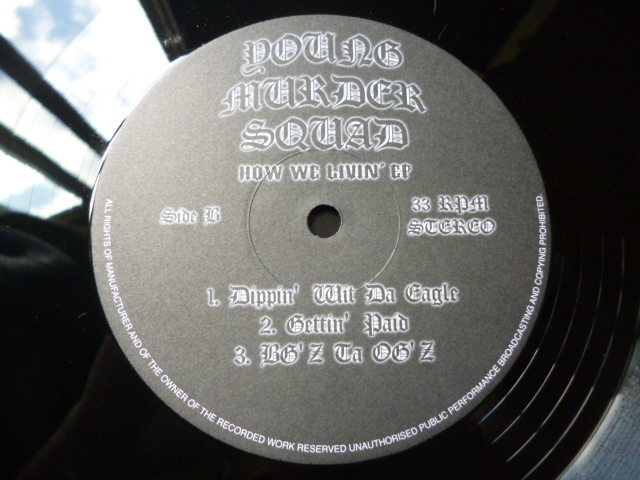 YOUNG
MURDER
SQUAD
HOW WE LIVIN' EP
Side B
33 RPM
STEREO
1. Dippin' Wit Da Eagle
2. Gettin' Paid
3. BG'Z Ta OG'Z
ALL RIGHTS OF MANUFACTURER AND OF THE OWNER OF THE RECORDED WORK RESERVED UNAUTHORISED PUBLIC PERFORMANCE BROADCASTING AND COPYING PROHIBITED.